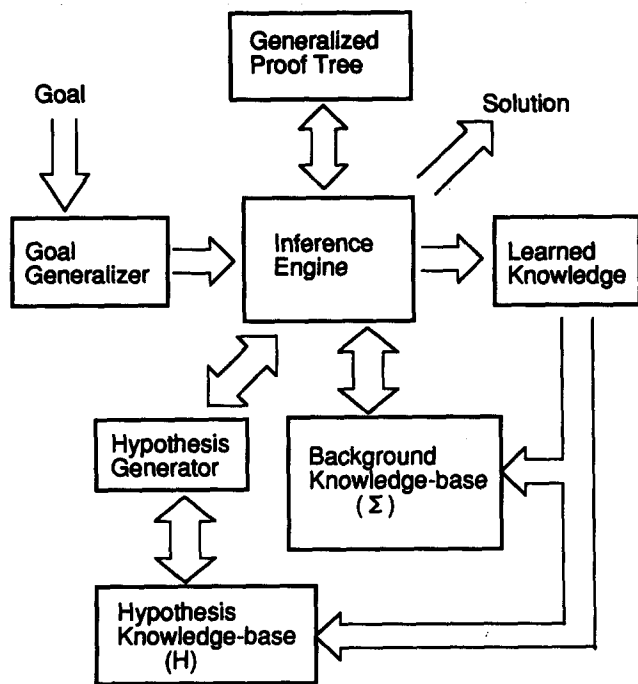 Generalized
Proof Tree
Goal
Solution
Goal
Generalizer
Inference
Engine
Learned
Knowledge
Hypothesis
Generator
Background
Knowledge-base
(Σ)
Hypothesis
Knowledge-base
(H)